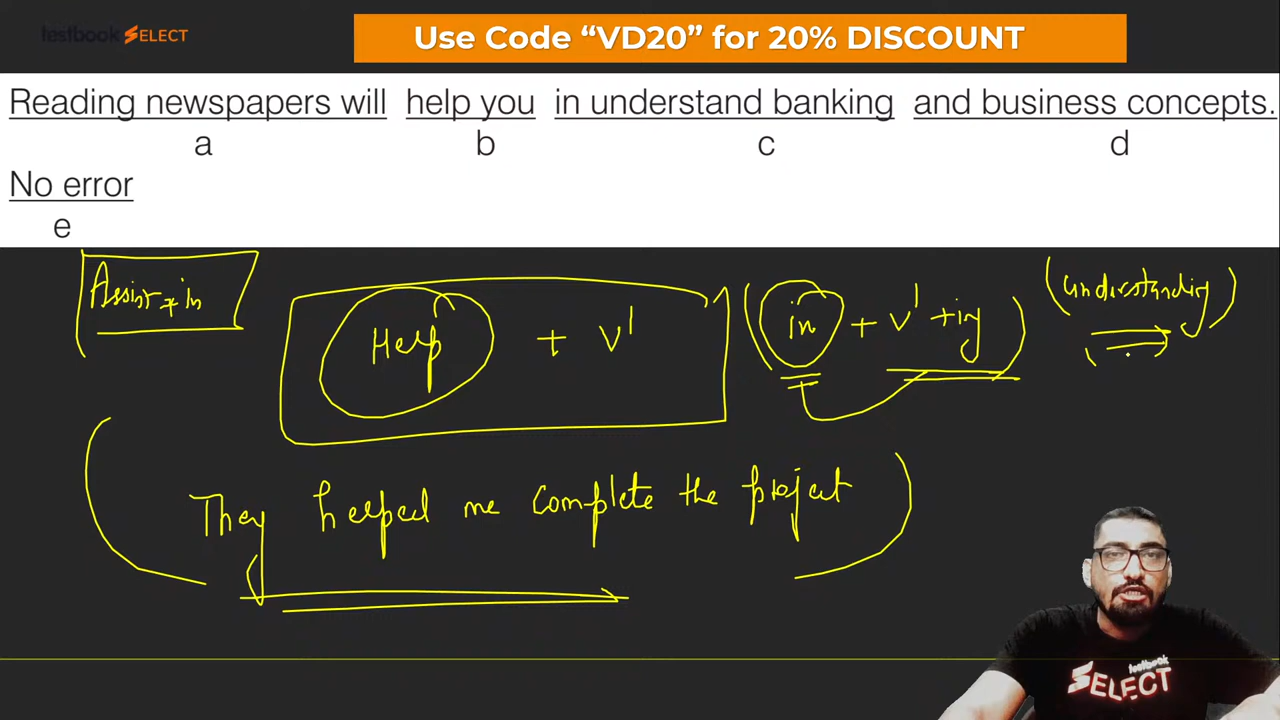 testbook SELECT
Use Code “VD20” for 20% DISCOUNT
Reading newspapers will help you in understand banking and business concepts.
a b c d
No error
e
Assist + in
Help + v¹ (in + v¹ +ing) (understanding)
They helped me complete the project
testbook
SELECT